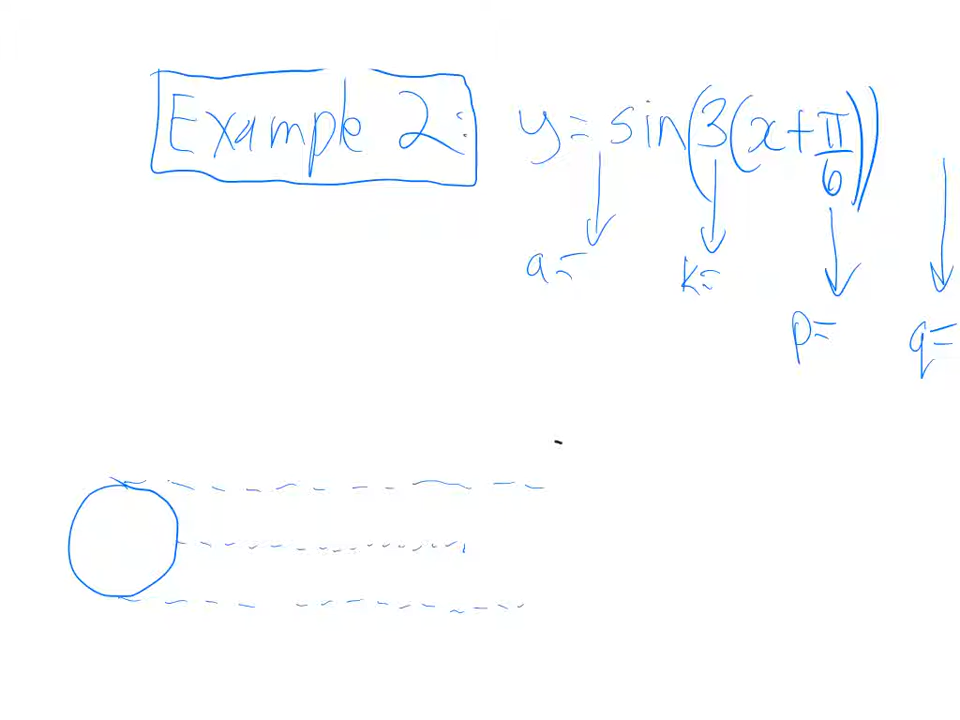 Example 2: y = sin(3(x+π/6))
a=
k=
p=
q=